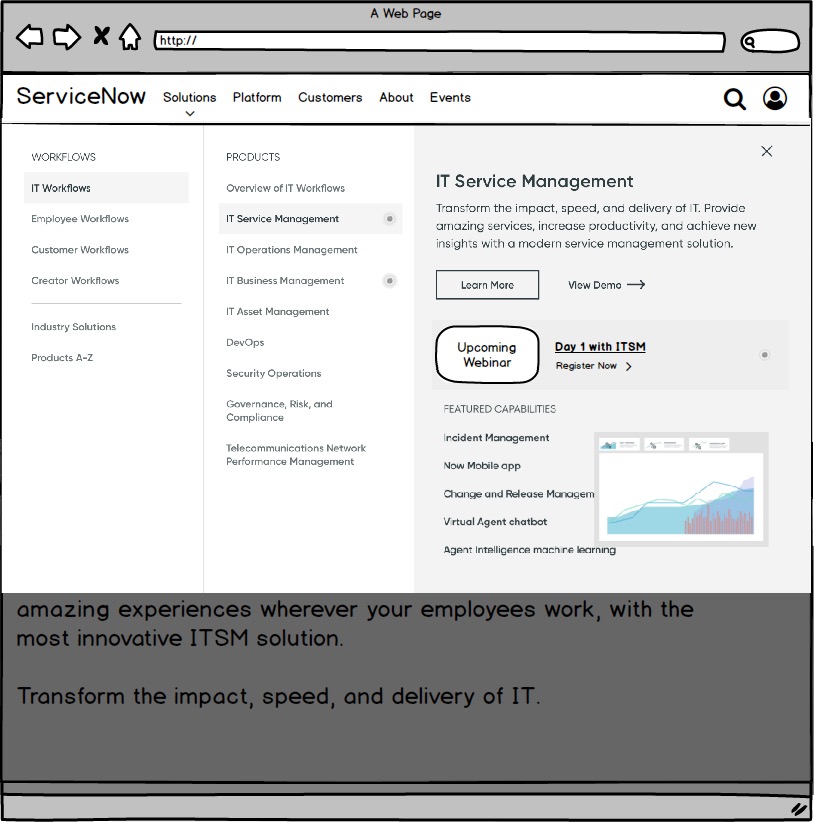 A Web Page
http://
ServiceNow
Solutions
Platform
Customers
About
Events
WORKFLOWS
IT Workflows
Employee Workflows
Customer Workflows
Creator Workflows
Industry Solutions
Products A-Z
PRODUCTS
Overview of IT Workflows
IT Service Management
IT Operations Management
IT Business Management
IT Asset Management
DevOps
Security Operations
Governance, Risk, and
Compliance
Telecommunications Network
Performance Management
IT Service Management
Transform the impact, speed, and delivery of IT. Provide
amazing services, increase productivity, and achieve new
insights with a modern service management solution.
Learn More
View Demo
Upcoming
Webinar
Day 1 with ITSM
Register Now
FEATURED CAPABILITIES
Incident Management
Now Mobile app
Change and Release Managem
Virtual Agent chatbot
Agent Intelligence machine learning
amazing experiences wherever your employees work, with the
most innovative ITSM solution.
Transform the impact, speed, and delivery of IT.